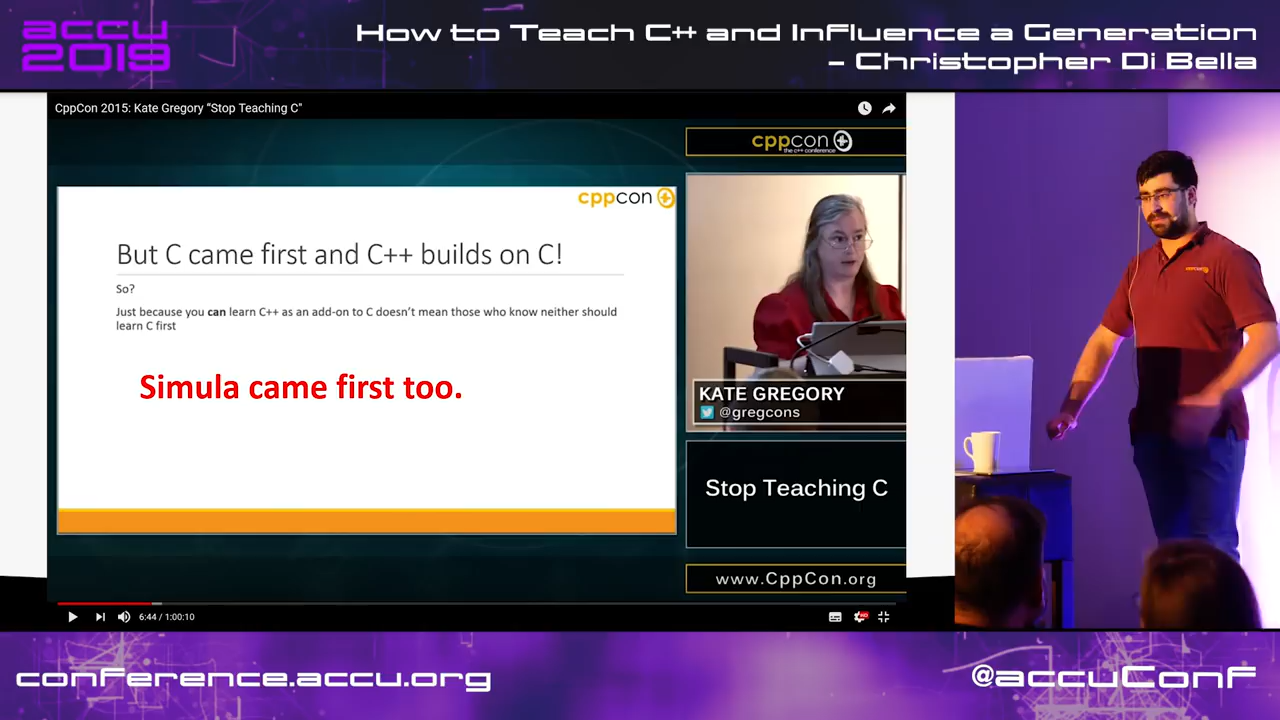 accu
2019
How to Teach C++ and Influence a Generation
– Christopher Di Bella
CppCon 2015: Kate Gregory "Stop Teaching C"
cppcon
the c++ conference
cppcon
But C came first and C++ builds on C!
So?
Just because you can learn C++ as an add-on to C doesn't mean those who know neither should
learn C first
Simula came first too.
KATE GREGORY
@gregcons
Stop Teaching C
www.CppCon.org
6:44 / 1:00:10
HD
cppcon
conference.accu.org
@accuConf